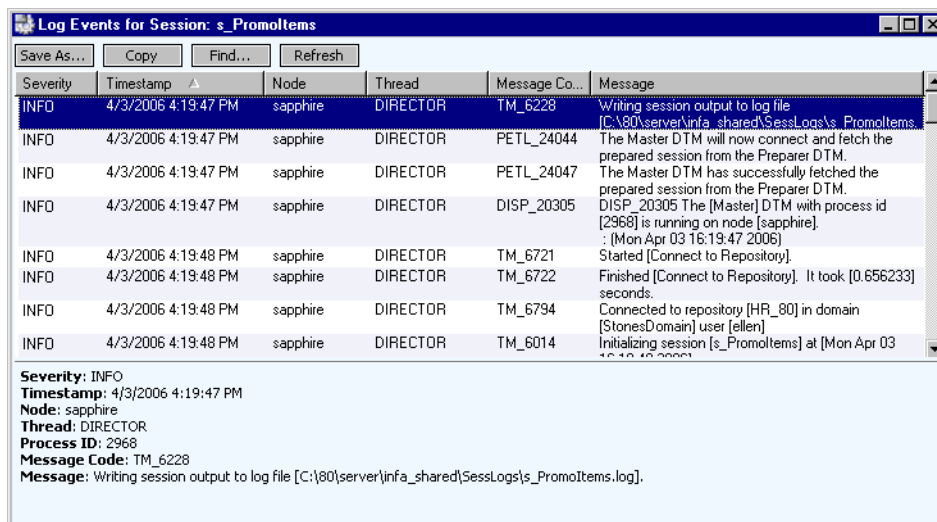 Log Events for Session: s_PromoItems
Save As... Copy Find... Refresh
Severity Timestamp Node Thread Message Co... Message
INFO 4/3/2006 4:19:47 PM sapphire DIRECTOR TM_6228 Writing session output to log file
[C:\80\server\infa_shared\SessLogs\s_PromoItems.
INFO 4/3/2006 4:19:47 PM sapphire DIRECTOR PETL_24044 The Master DTM will now connect and fetch the
prepared session from the Preparer DTM.
INFO 4/3/2006 4:19:47 PM sapphire DIRECTOR PETL_24047 The Master DTM has successfully fetched the
prepared session from the Preparer DTM.
INFO 4/3/2006 4:19:47 PM sapphire DIRECTOR DISP_20305 DISP_20305 The [Master] DTM with process id
[2968] is running on node [sapphire].
: (Mon Apr 03 16:19:47 2006)
INFO 4/3/2006 4:19:48 PM sapphire DIRECTOR TM_6721 Started [Connect to Repository].
INFO 4/3/2006 4:19:48 PM sapphire DIRECTOR TM_6722 Finished [Connect to Repository]. It took [0.656233]
seconds.
INFO 4/3/2006 4:19:48 PM sapphire DIRECTOR TM_6794 Connected to repository [HR_80] in domain
[StonesDomain] user [ellen]
INFO 4/3/2006 4:19:48 PM sapphire DIRECTOR TM_6014 Initializing session [s_PromoItems] at [Mon Apr 03
Severity: INFO
Timestamp: 4/3/2006 4:19:47 PM
Node: sapphire
Thread: DIRECTOR
Process ID: 2968
Message Code: TM_6228
Message: Writing session output to log file [C:\80\server\infa_shared\SessLogs\s_PromoItems.log].